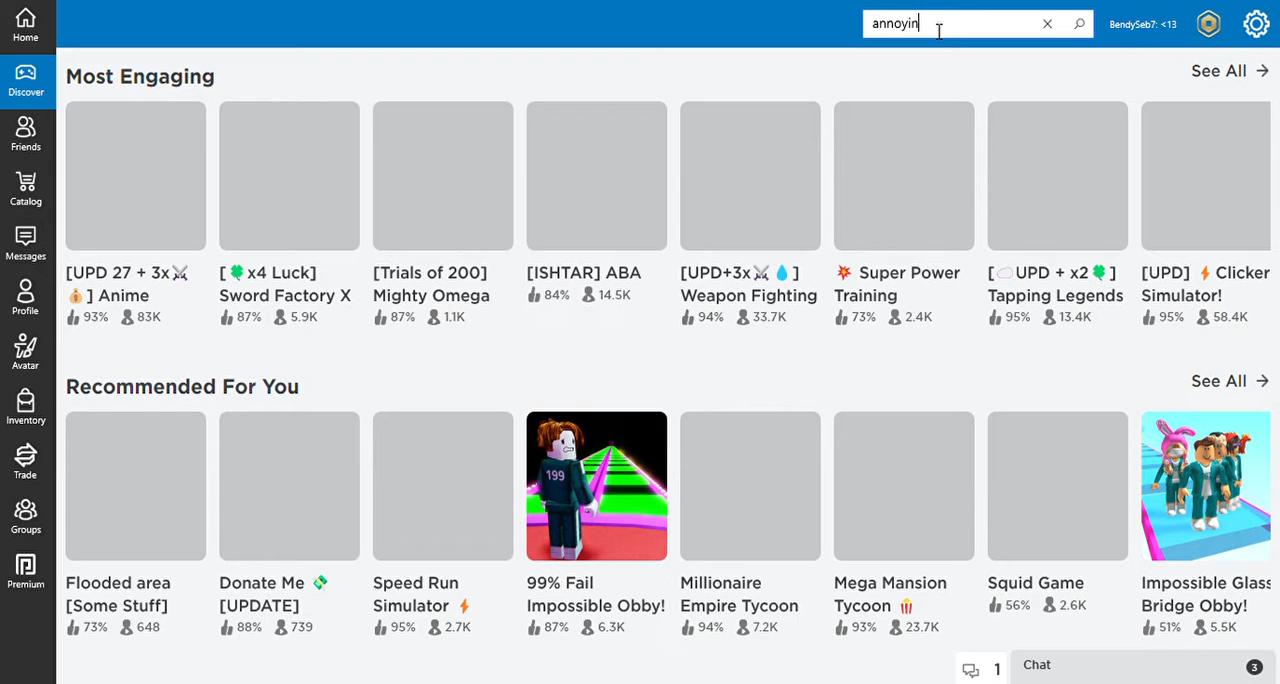 annoyin
BendySeb7: <13
Home
Discover
Friends
Catalog
Messages
Profile
Avatar
Inventory
Trade
Groups
Premium
Most Engaging
See All →
[UPD 27 + 3x⚔️
💰] Anime
93% 83K
[🍀x4 Luck]
Sword Factory X
87% 5.9K
[Trials of 200]
Mighty Omega
87% 1.1K
[ISHTAR] ABA
84% 14.5K
[UPD+3x⚔️💧]
Weapon Fighting
94% 33.7K
💥 Super Power
Training
73% 2.4K
[☁️UPD + x2🍀]
Tapping Legends
95% 13.4K
[UPD] ⚡Clicker
Simulator!
95% 58.4K
Recommended For You
See All →
Flooded area
[Some Stuff]
73% 648
Donate Me 💸
[UPDATE]
88% 739
Speed Run
Simulator ⚡
95% 2.7K
199
99% Fail
Impossible Obby!
87% 6.3K
Millionaire
Empire Tycoon
94% 7.2K
Mega Mansion
Tycoon 🍿
93% 23.7K
Squid Game
56% 2.6K
Impossible Glass
Bridge Obby!
51% 5.5K
1
Chat
3